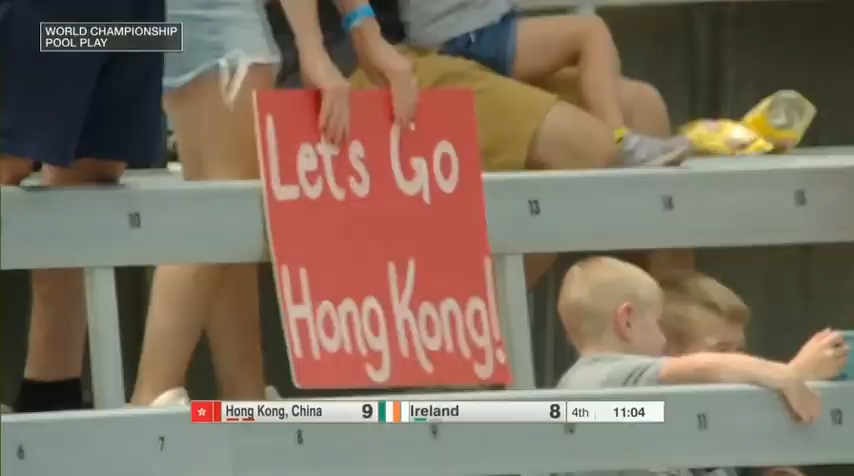 WORLD CHAMPIONSHIP
POOL PLAY
Let's Go
Hong Kong!
10
13
14
15
Hong Kong, China 9 Ireland 8 4th 11:04
6
7
8
9
10
11
12